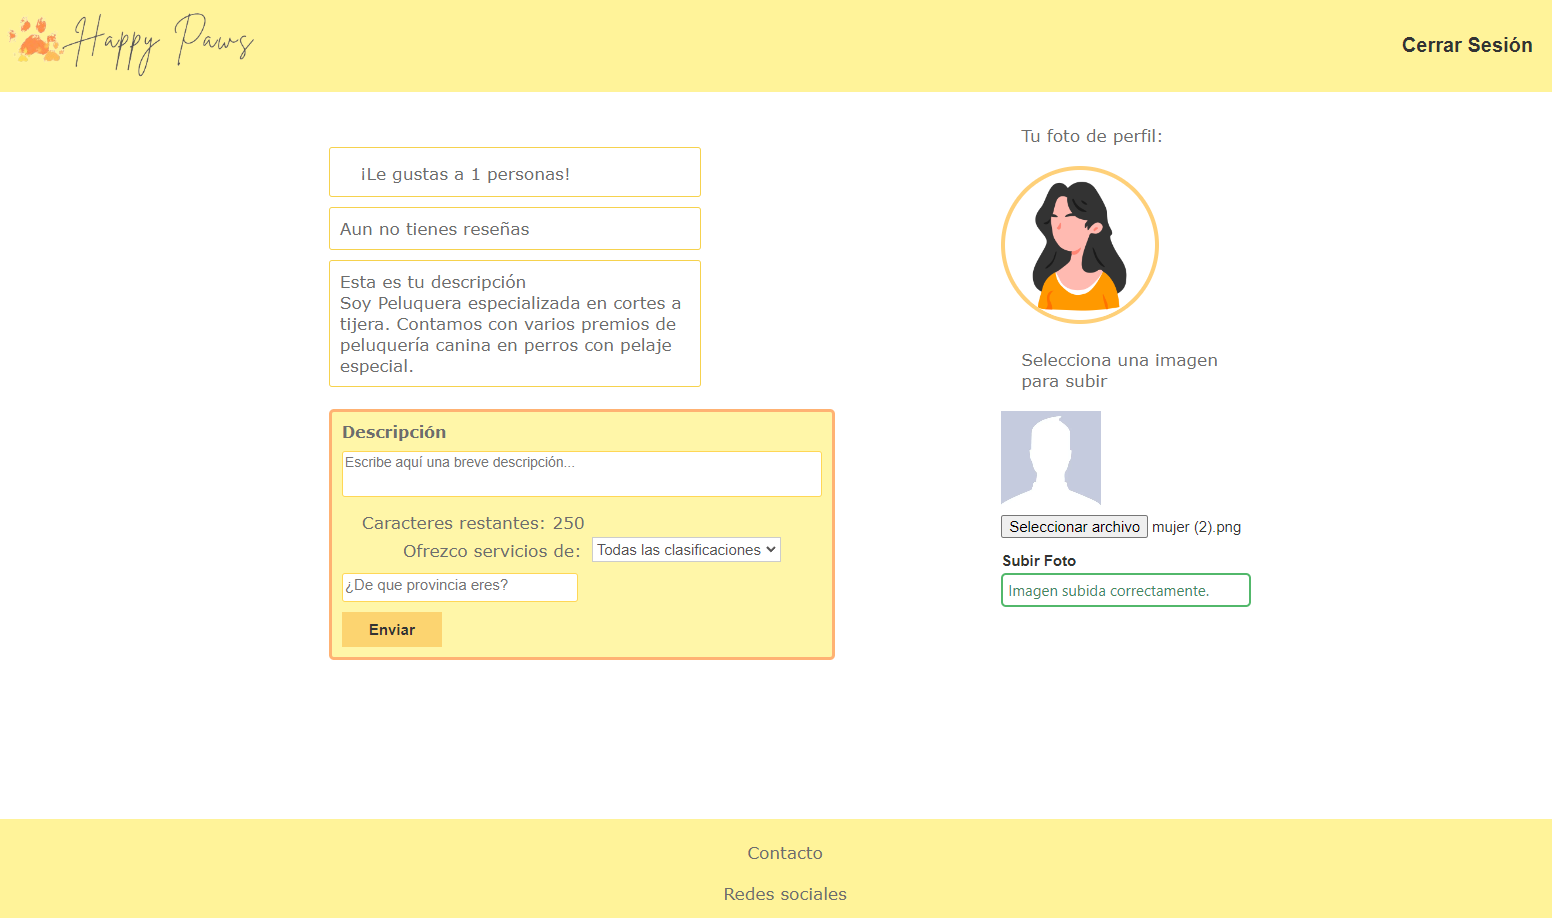 Happy Paws
Cerrar Sesión
¡Le gustas a 1 personas!
Aun no tienes reseñas
Esta es tu descripción
Soy Peluquera especializada en cortes a
tijera. Contamos con varios premios de
peluquería canina en perros con pelaje
especial.
Descripción
Escribe aquí una breve descripción...
Caracteres restantes: 250
Ofrezco servicios de: Todas las clasificaciones
¿De que provincia eres?
Enviar
Tu foto de perfil:
Selecciona una imagen
para subir
Seleccionar archivo mujer (2).png
Subir Foto
Imagen subida correctamente.
Contacto
Redes sociales